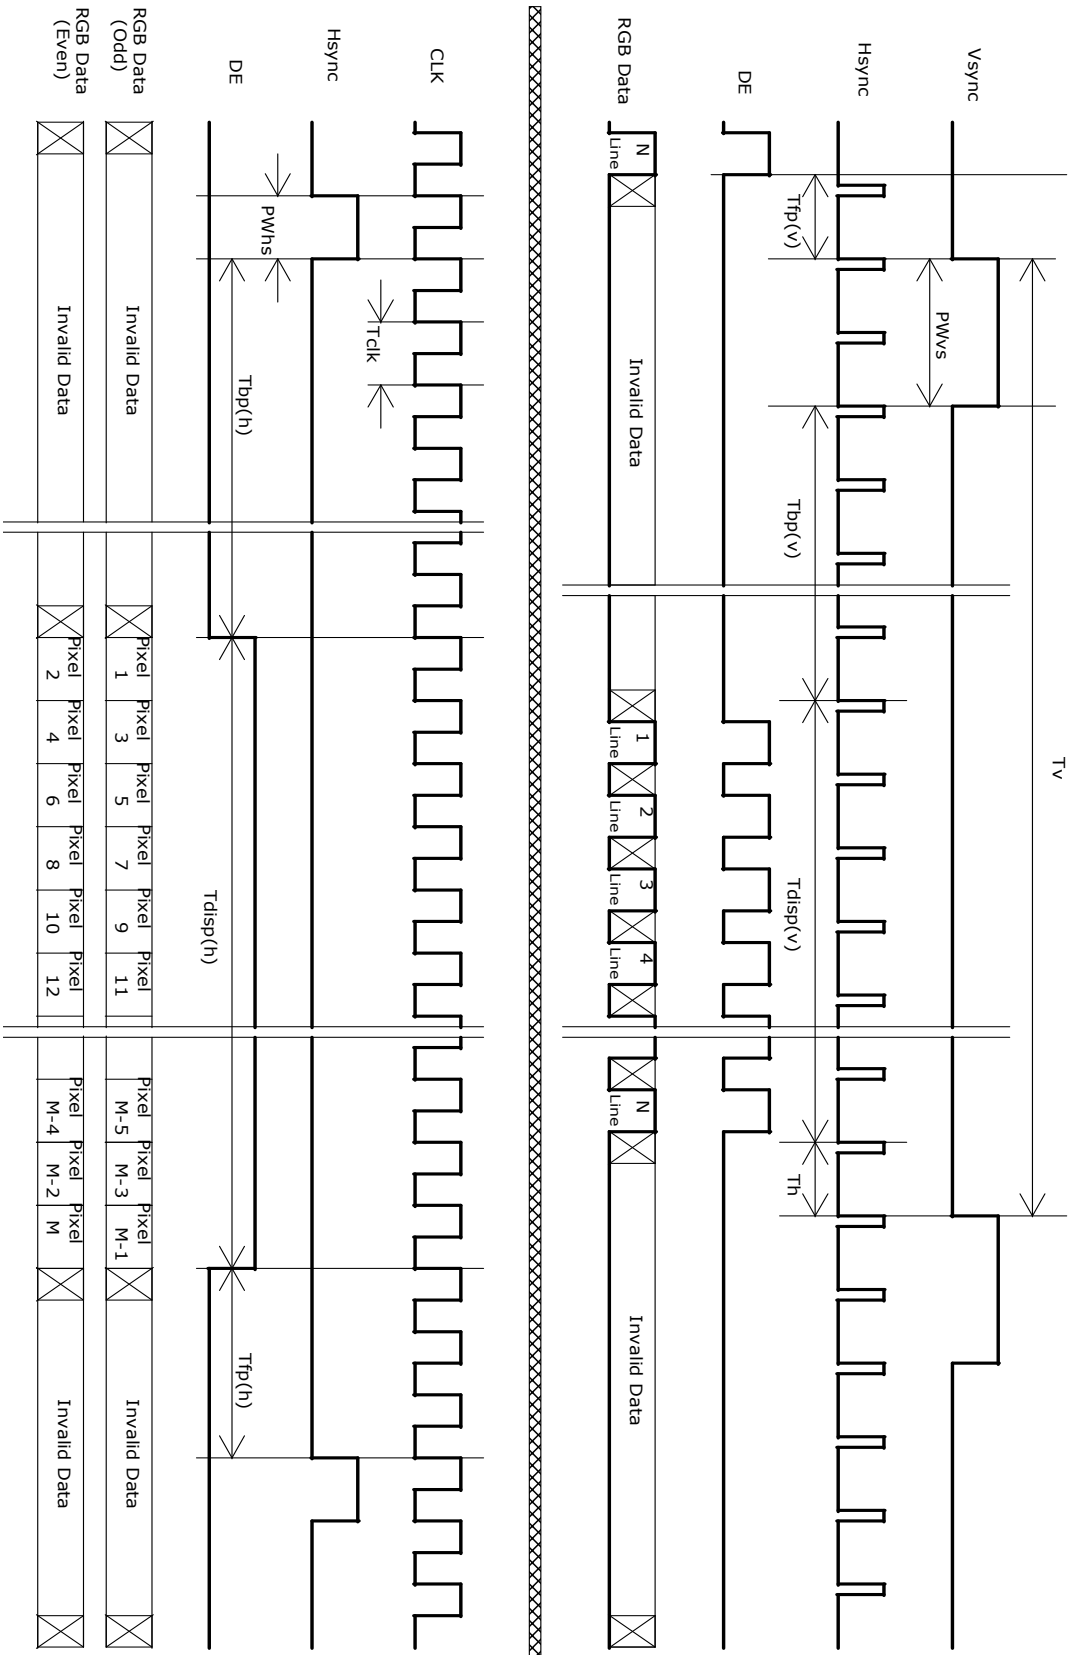 Tv
Vsync
PWvs
Hsync
Tfp(v)
Tbp(v)
Tdisp(v)
Th
DE
RGB Data
N
Line
Invalid Data
1
Line
2
Line
3
Line
4
Line
N
Line
Invalid Data
CLK
Tclk
Hsync
PWhs
DE
Tbp(h)
Tdisp(h)
Tfp(h)
RGB Data
(Odd)
Invalid Data
Pixel
1
Pixel
3
Pixel
5
Pixel
7
Pixel
9
Pixel
11
Pixel
M-5
Pixel
M-3
Pixel
M-1
Invalid Data
RGB Data
(Even)
Invalid Data
Pixel
2
Pixel
4
Pixel
6
Pixel
8
Pixel
10
Pixel
12
Pixel
M-4
Pixel
M-2
Pixel
M
Invalid Data